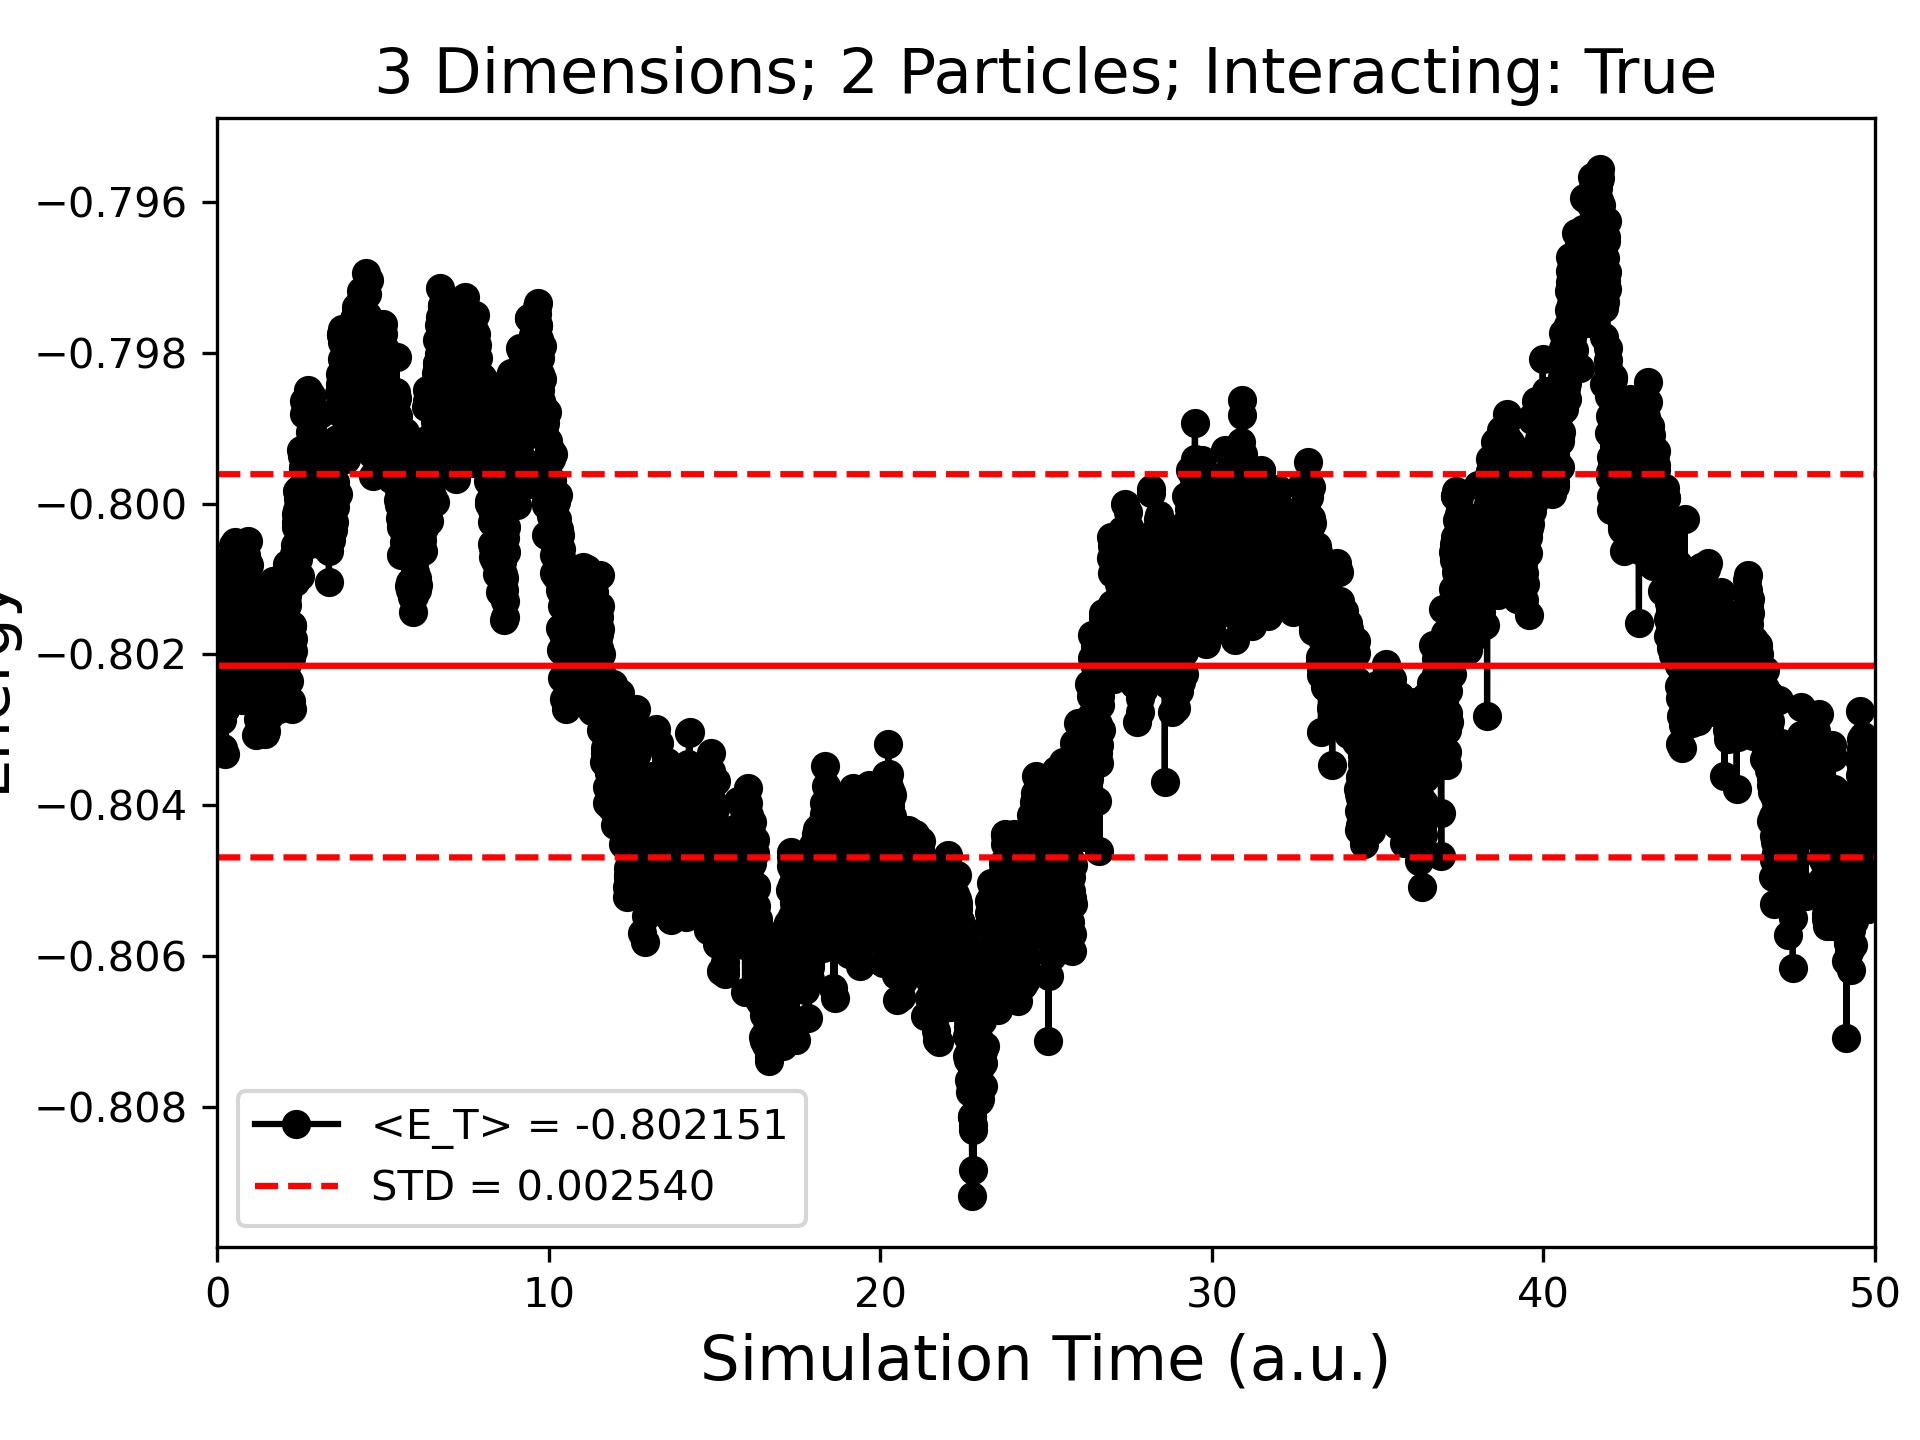 3 Dimensions; 2 Particles; Interacting: True
Energy
−0.796
−0.798
−0.800
−0.802
−0.804
−0.806
−0.808
<E_T> = -0.802151
STD = 0.002540
0 10 20 30 40 50
Simulation Time (a.u.)